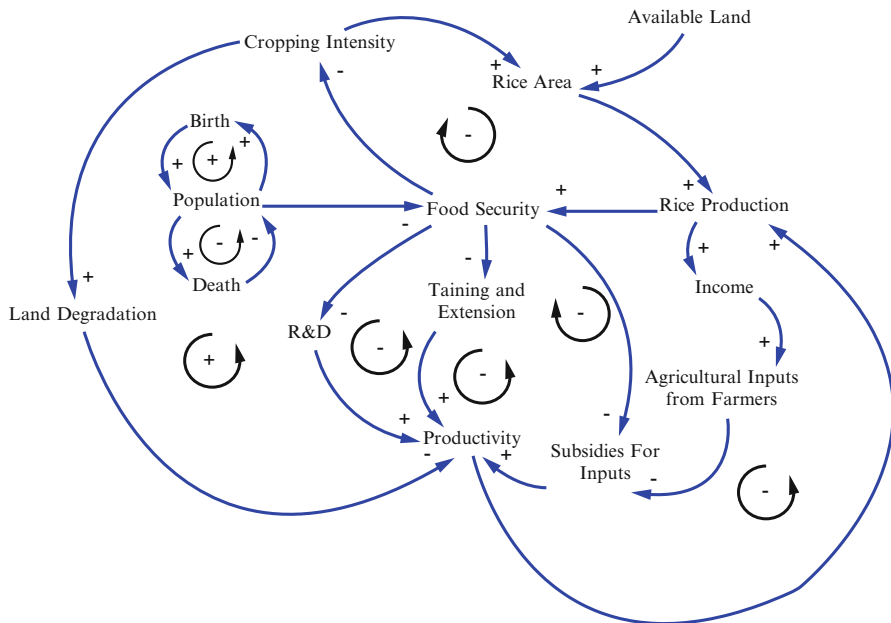 Available Land
Cropping Intensity
+
-
+
Rice Area
-
Birth
+
+
+
Population
+
-
-
Death
Food Security
-
+
Rice Production
+
+
+
Income
+
Land Degradation
+
-
Taining and
Extension
-
R&D
-
-
+
Agricultural Inputs
from Farmers
-
+
+
Productivity
-
-
Subsidies For
Inputs
+
-
-